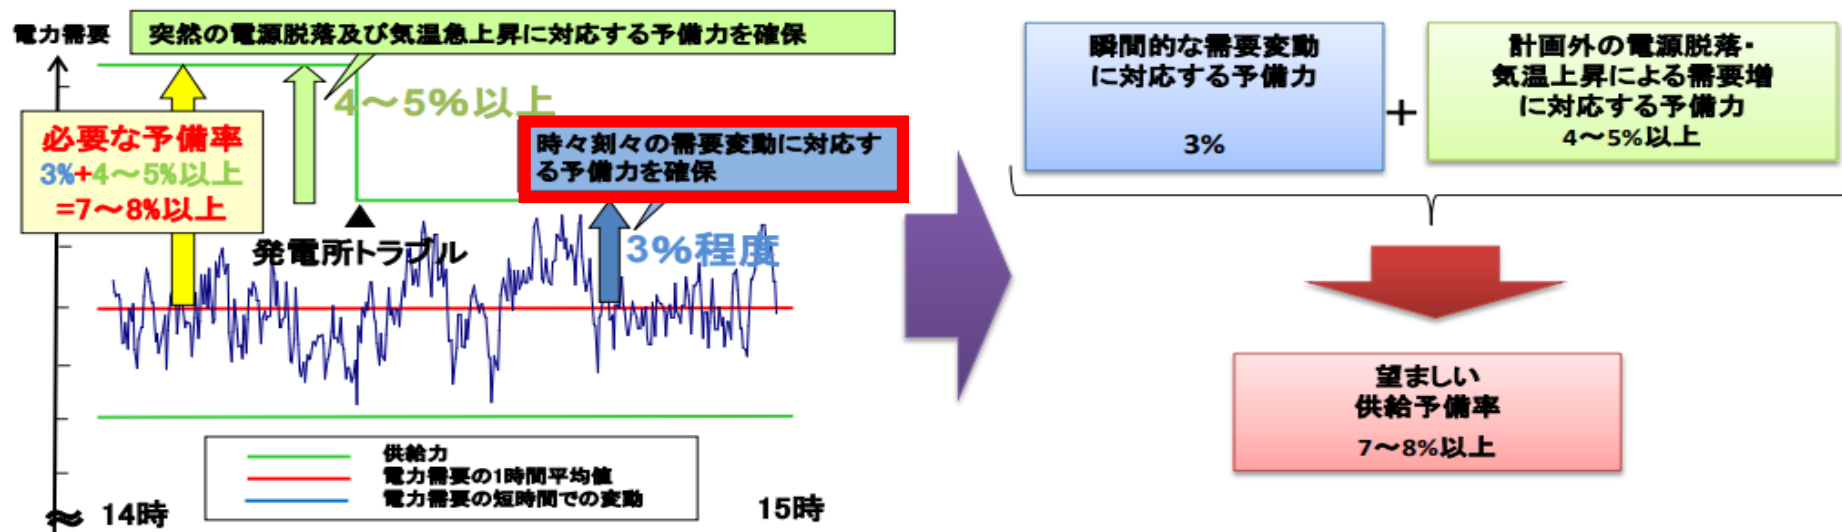 電力需要
突然の電源脱落及び気温急上昇に対応する予備力を確保
4～5%以上
必要な予備率
3%+4～5%以上
=7～8%以上
時々刻々の需要変動に対応す
る予備力を確保
▲
発電所トラブル
3%程度
供給力
電力需要の1時間平均値
電力需要の短時間での変動
≈ 14時
15時
瞬間的な需要変動
に対応する予備力
3%
+
計画外の電源脱落・
気温上昇による需要増
に対応する予備力
4～5%以上
望ましい
供給予備率
7～8%以上